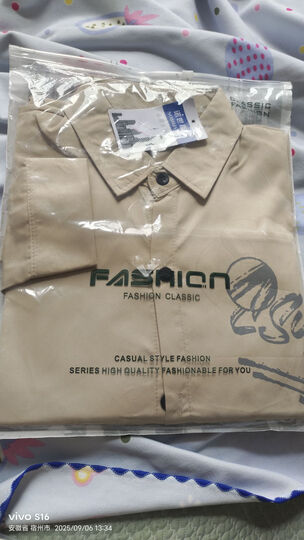 FASSIC
ON
FASHION
FASHION CLASSIC
CASUAL STYLE FASHION
SERIES HIGH QUALITY FASHIONABLE FOR YOU
vivo S16
安徽省 宿州市 2025/09/06 13:34